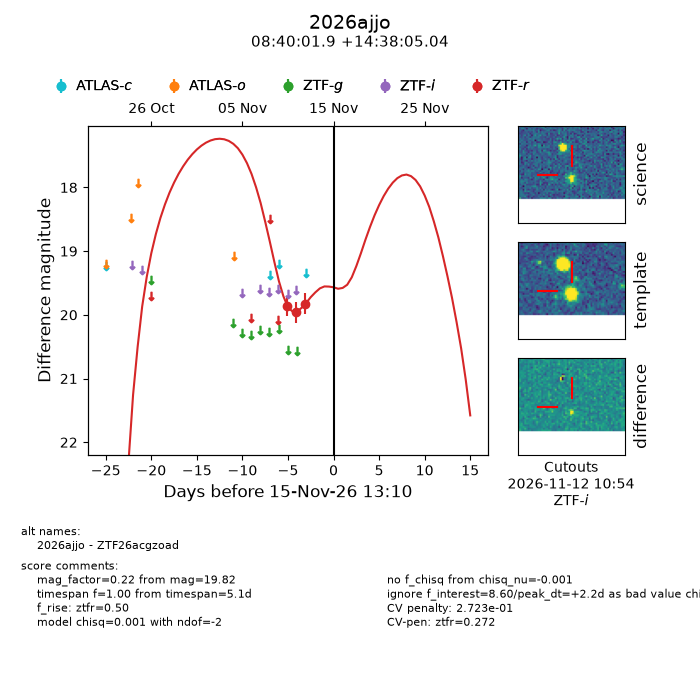 2026ajjo
08:40:01.9 +14:38:05.04
ATLAS-c ATLAS-o ZTF-g ZTF-i ZTF-r
26 Oct 05 Nov 15 Nov 25 Nov
Difference magnitude
18
19
20
21
22
−25 −20 −15 −10 −5 0 5 10 15
Days before 15-Nov-26 13:10
science
template
difference
Cutouts
2026-11-12 10:54
ZTF-i
alt names:
2026ajjo - ZTF26acgzoad
score comments:
mag_factor=0.22 from mag=19.82
timespan f=1.00 from timespan=5.1d
f_rise: ztfr=0.50
model chisq=0.001 with ndof=-2
no f_chisq from chisq_nu=-0.001
ignore f_interest=8.60/peak_dt=+2.2d as bad value chi
CV penalty: 2.723e-01
CV-pen: ztfr=0.272